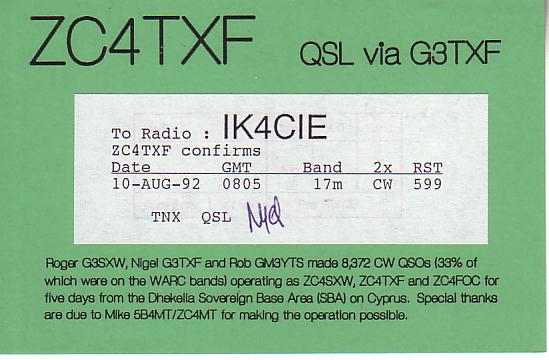 ZC4TXF QSL via G3TXF
To Radio : IK4CIE
ZC4TXF confirms
Date GMT Band 2x RST
10-AUG-92 0805 17m CW 599
TNX QSL
Roger G3SXW, Nigel G3TXF and Rob GM3YTS made 8,372 CW QSOs (33% of
which were on the WARC bands) operating as ZC4SXW, ZC4TXF and ZC4FOC for
five days from the Dhekelia Sovereign Base Area (SBA) on Cyprus. Special thanks
are due to Mike 5B4MT/ZC4MT for making the operation possible.